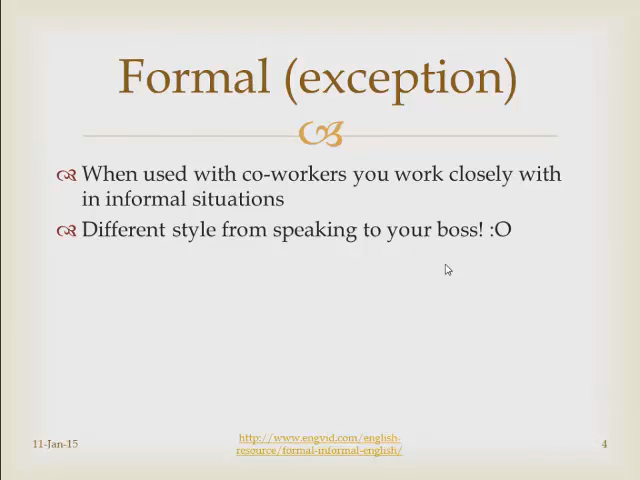 Formal (exception)
When used with co-workers you work closely with
in informal situations
Different style from speaking to your boss! :O
11-Jan-15
http://www.engvid.com/english-
resource/formal-informal-english/
4